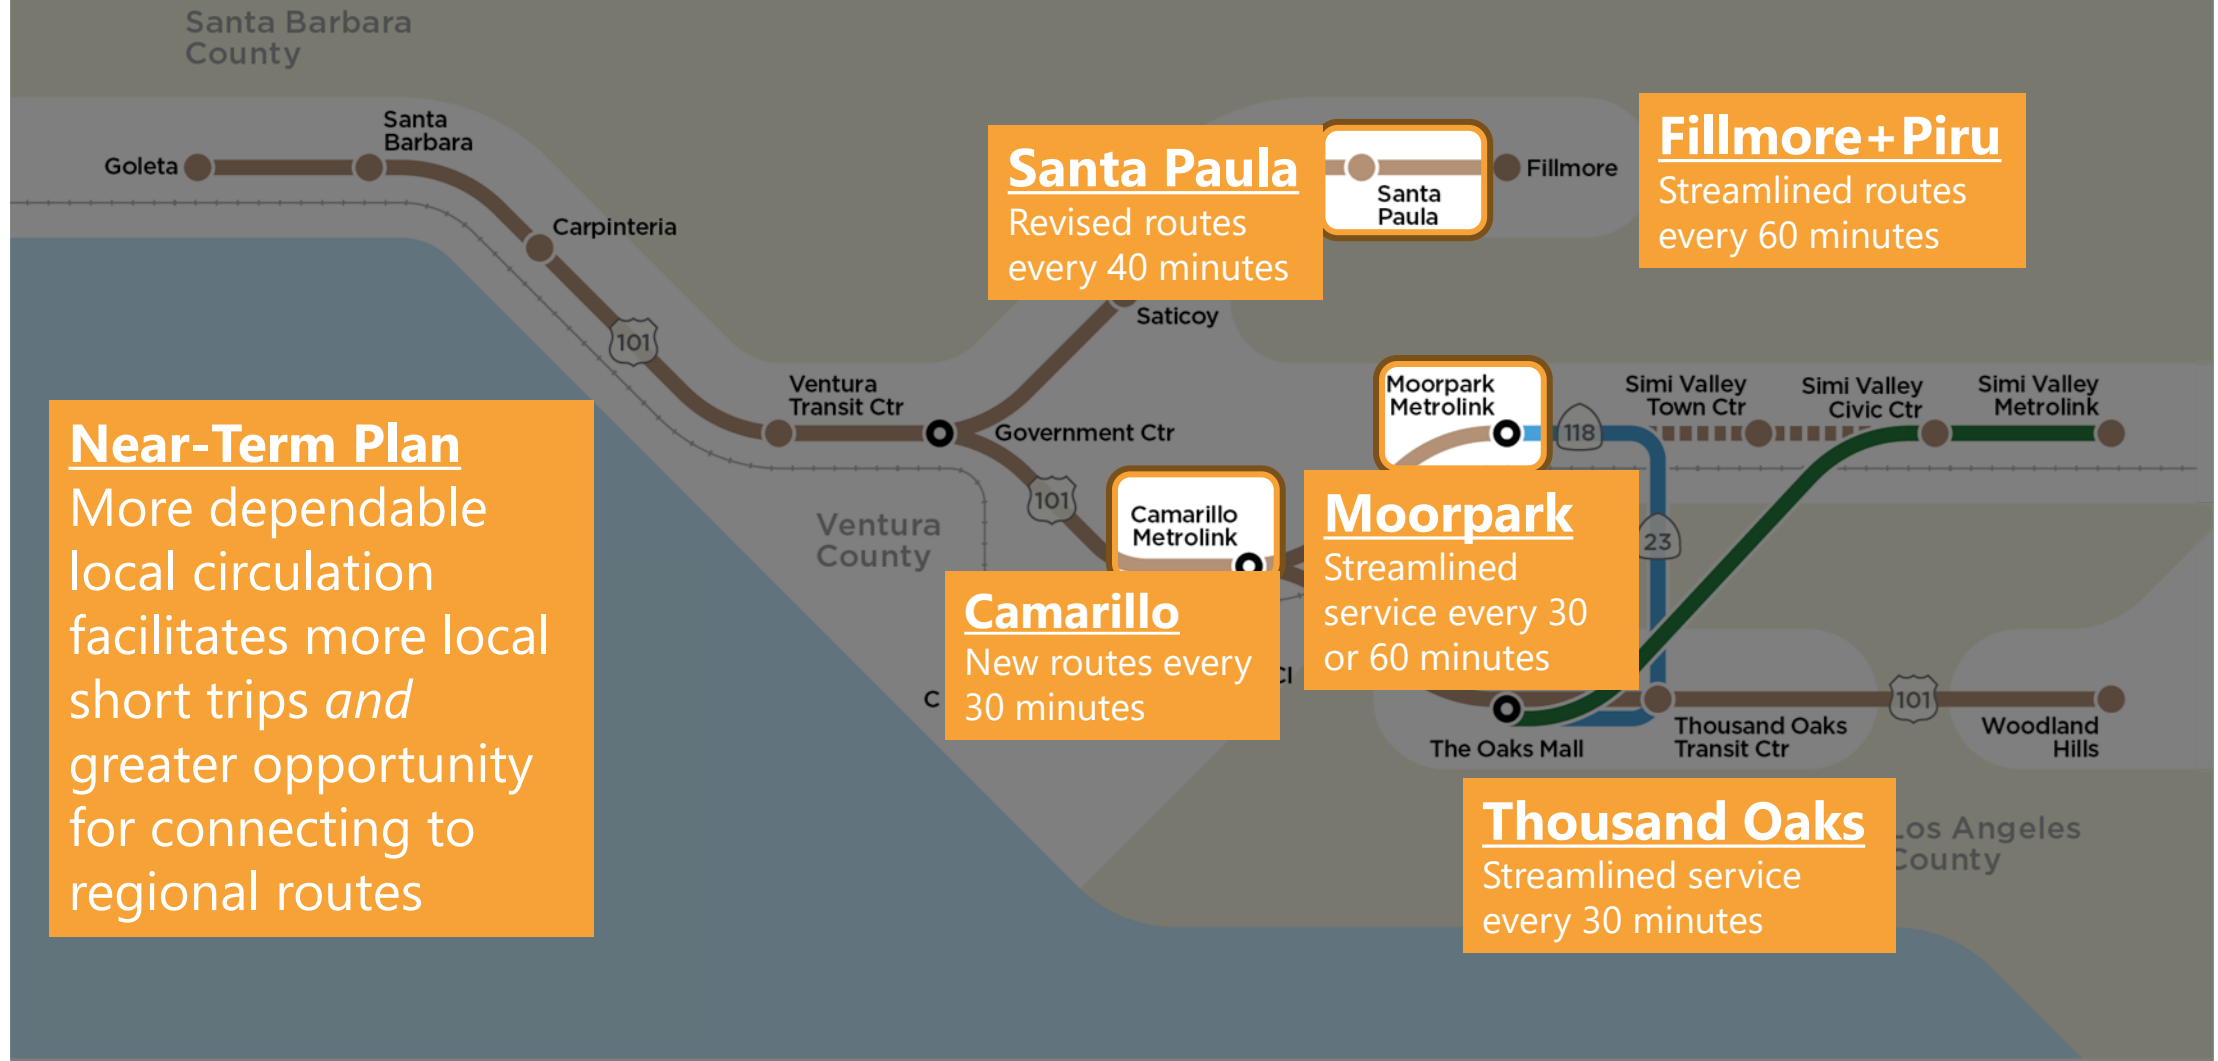 Santa Barbara
County
Santa
Barbara
Goleta
Carpinteria
101
Santa Paula
Revised routes
every 40 minutes
Santa
Paula
Fillmore
Fillmore+Piru
Streamlined routes
every 60 minutes
Saticoy
Ventura
Transit Ctr
Government Ctr
101
Ventura
County
Near-Term Plan
More dependable
local circulation
facilitates more local
short trips and
greater opportunity
for connecting to
regional routes
Camarillo
Metrolink
Camarillo
New routes every
30 minutes
C
CI
Moorpark
Metrolink
118
Simi Valley
Town Ctr
Simi Valley
Civic Ctr
Simi Valley
Metrolink
Moorpark
Streamlined
service every 30
or 60 minutes
23
101
The Oaks Mall
Thousand Oaks
Transit Ctr
Woodland
Hills
Thousand Oaks
Streamlined service
every 30 minutes
Los Angeles
County